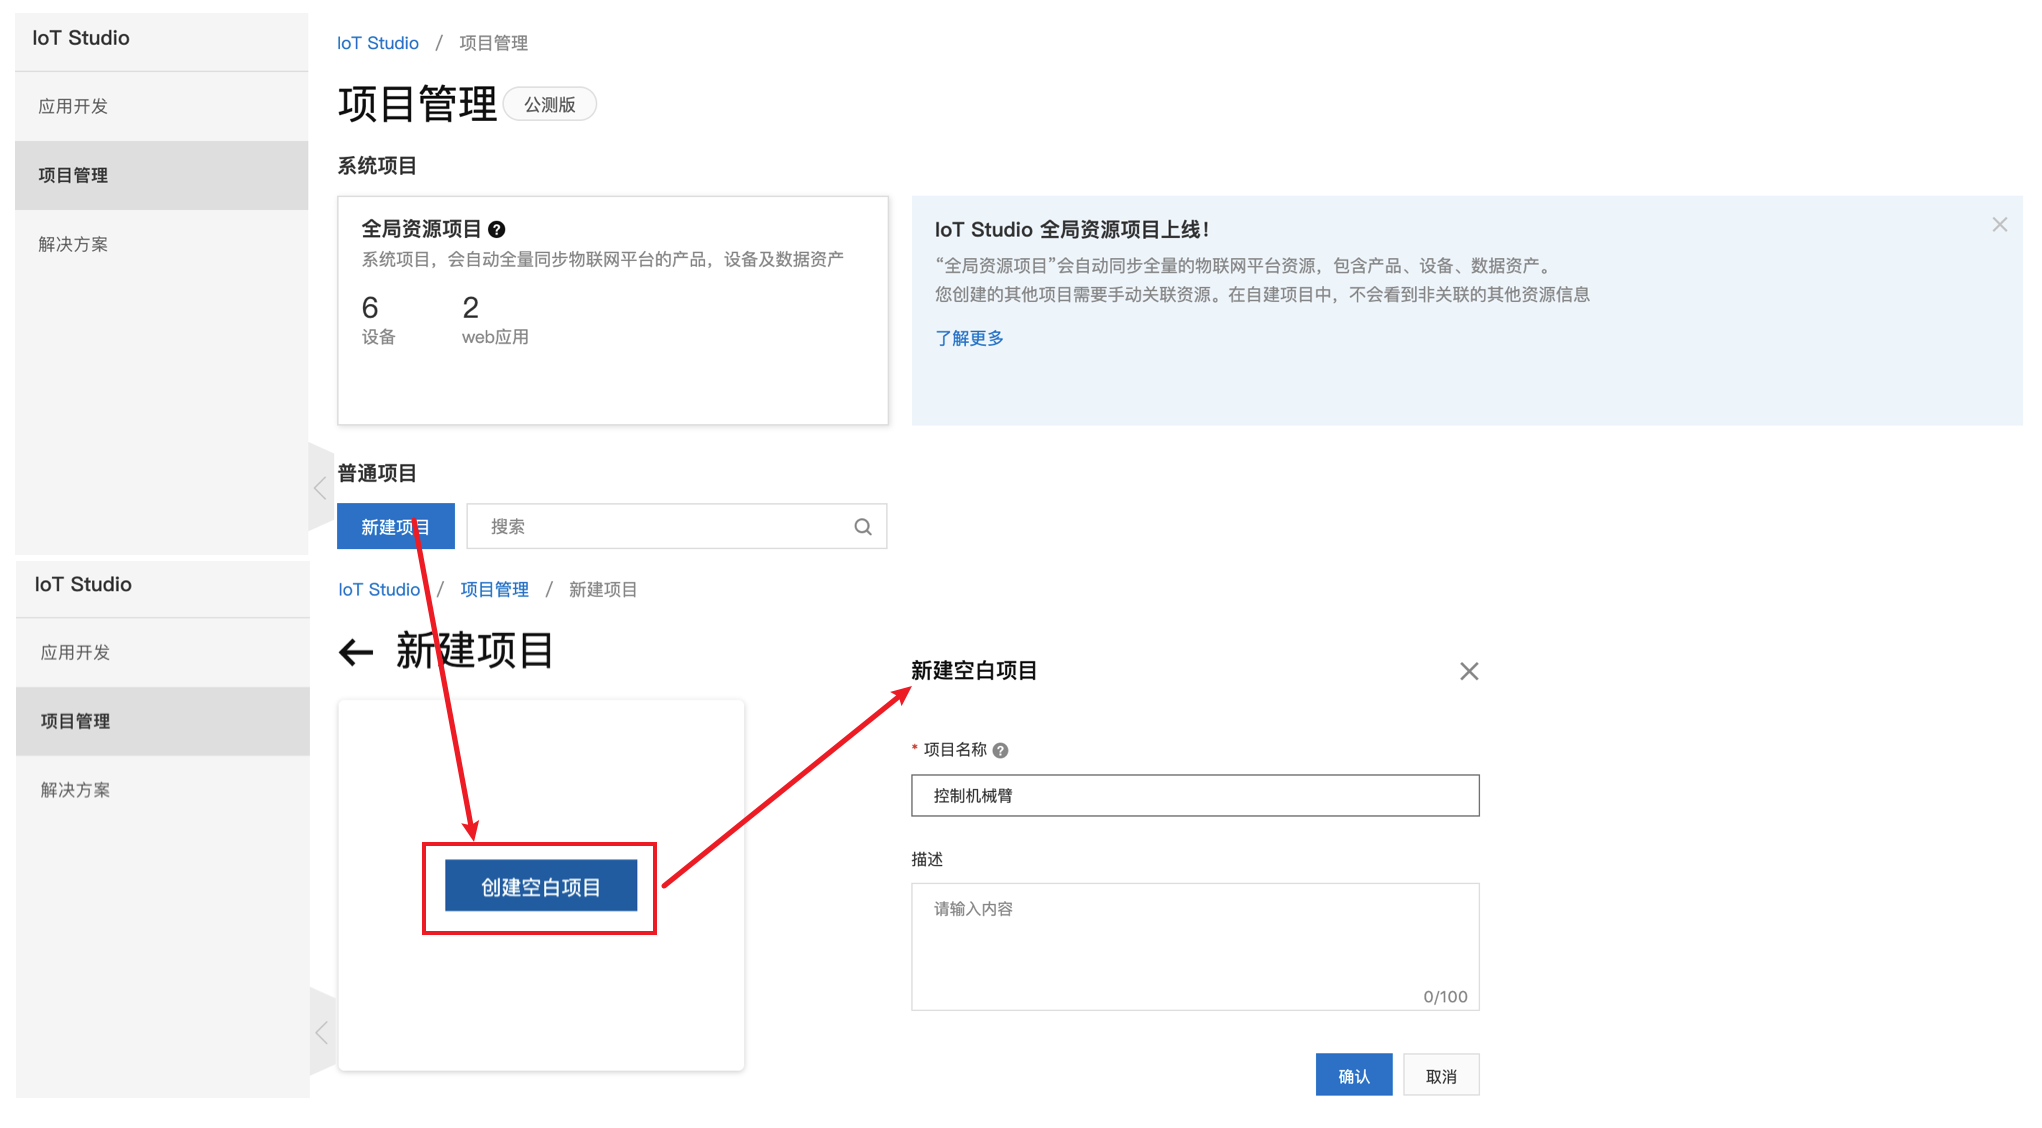 IoT Studio
应用开发
项目管理
解决方案
IoT Studio / 项目管理
项目管理 公测版
系统项目
全局资源项目 ?
系统项目，会自动全量同步物联网平台的产品，设备及数据资产
6 2
设备 web应用
IoT Studio 全局资源项目上线！
“全局资源项目”会自动同步全量的物联网平台资源，包含产品、设备、数据资产。
您创建的其他项目需要手动关联资源。在自建项目中，不会看到非关联的其他资源信息
了解更多
普通项目
新建项目 搜索
IoT Studio
应用开发
项目管理
解决方案
IoT Studio / 项目管理 / 新建项目
新建项目
创建空白项目
新建空白项目
* 项目名称 ?
控制机械臂
描述
请输入内容
0/100
确认 取消